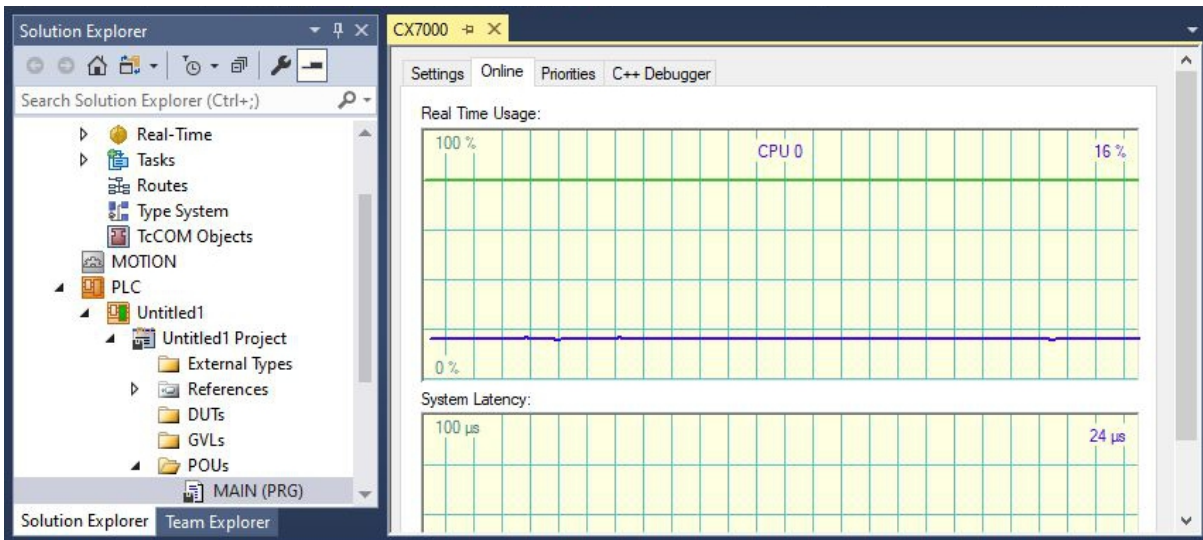 Solution Explorer
Search Solution Explorer (Ctrl+;)
Real-Time
Tasks
Routes
Type System
TcCOM Objects
MOTION
PLC
Untitled1
Untitled1 Project
External Types
References
DUTs
GVLs
POUs
MAIN (PRG)
Solution Explorer Team Explorer
CX7000
Settings Online Priorities C++ Debugger
Real Time Usage:
100 % CPU 0 16 %
0 %
System Latency:
100 µs 24 µs